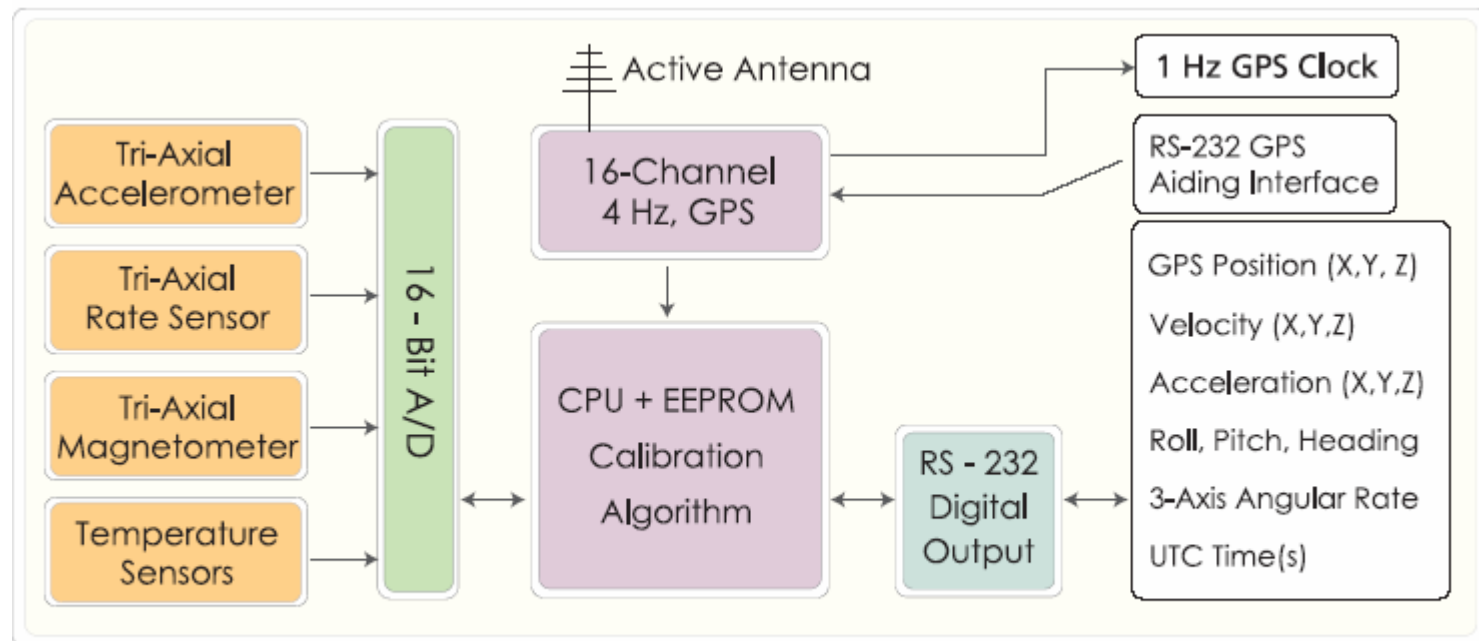 Active Antenna
1 Hz GPS Clock
Tri-Axial
Accelerometer
16-Channel
4 Hz, GPS
RS-232 GPS
Aiding Interface
Tri-Axial
Rate Sensor
16 - Bit A/D
GPS Position (X,Y, Z)
Velocity (X,Y,Z)
Acceleration (X,Y,Z)
Roll, Pitch, Heading
3-Axis Angular Rate
UTC Time(s)
Tri-Axial
Magnetometer
CPU + EEPROM
Calibration
Algorithm
RS - 232
Digital
Output
Temperature
Sensors